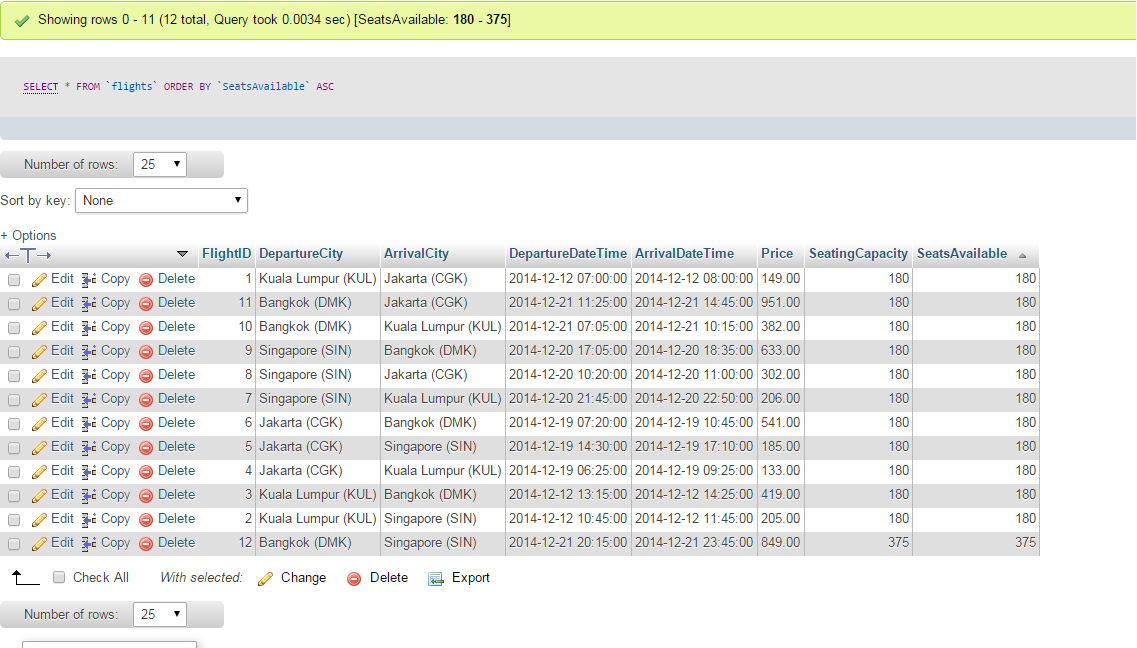 Showing rows 0 - 11 (12 total, Query took 0.0034 sec) [SeatsAvailable: 180 - 375]
SELECT * FROM `flights` ORDER BY `SeatsAvailable` ASC
Number of rows: 25
Sort by key: None
+ Options
FlightID DepartureCity ArrivalCity DepartureDateTime ArrivalDateTime Price SeatingCapacity SeatsAvailable
Edit Copy Delete 1 Kuala Lumpur (KUL) Jakarta (CGK) 2014-12-12 07:00:00 2014-12-12 08:00:00 149.00 180 180
Edit Copy Delete 11 Bangkok (DMK) Jakarta (CGK) 2014-12-21 11:25:00 2014-12-21 14:45:00 951.00 180 180
Edit Copy Delete 10 Bangkok (DMK) Kuala Lumpur (KUL) 2014-12-21 07:05:00 2014-12-21 10:15:00 382.00 180 180
Edit Copy Delete 9 Singapore (SIN) Bangkok (DMK) 2014-12-20 17:05:00 2014-12-20 18:35:00 633.00 180 180
Edit Copy Delete 8 Singapore (SIN) Jakarta (CGK) 2014-12-20 10:20:00 2014-12-20 11:00:00 302.00 180 180
Edit Copy Delete 7 Singapore (SIN) Kuala Lumpur (KUL) 2014-12-20 21:45:00 2014-12-20 22:50:00 206.00 180 180
Edit Copy Delete 6 Jakarta (CGK) Bangkok (DMK) 2014-12-19 07:20:00 2014-12-19 10:45:00 541.00 180 180
Edit Copy Delete 5 Jakarta (CGK) Singapore (SIN) 2014-12-19 14:30:00 2014-12-19 17:10:00 185.00 180 180
Edit Copy Delete 4 Jakarta (CGK) Kuala Lumpur (KUL) 2014-12-19 06:25:00 2014-12-19 09:25:00 133.00 180 180
Edit Copy Delete 3 Kuala Lumpur (KUL) Bangkok (DMK) 2014-12-12 13:15:00 2014-12-12 14:25:00 419.00 180 180
Edit Copy Delete 2 Kuala Lumpur (KUL) Singapore (SIN) 2014-12-12 10:45:00 2014-12-12 11:45:00 205.00 180 180
Edit Copy Delete 12 Bangkok (DMK) Singapore (SIN) 2014-12-21 20:15:00 2014-12-21 23:45:00 849.00 375 375
Check All With selected: Change Delete Export
Number of rows: 25